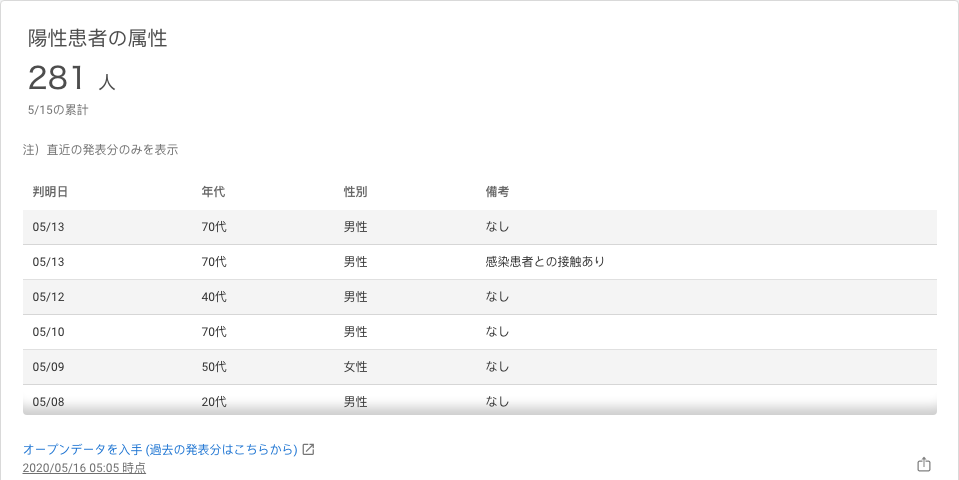 陽性患者の属性
281 人
5/15の累計
注）直近の発表分のみを表示
判明日 年代 性別 備考
05/13 70代 男性 なし
05/13 70代 男性 感染患者との接触あり
05/12 40代 男性 なし
05/10 70代 男性 なし
05/09 50代 女性 なし
05/08 20代 男性 なし
オープンデータを入手 (過去の発表分はこちらから)
2020/05/16 05:05 時点